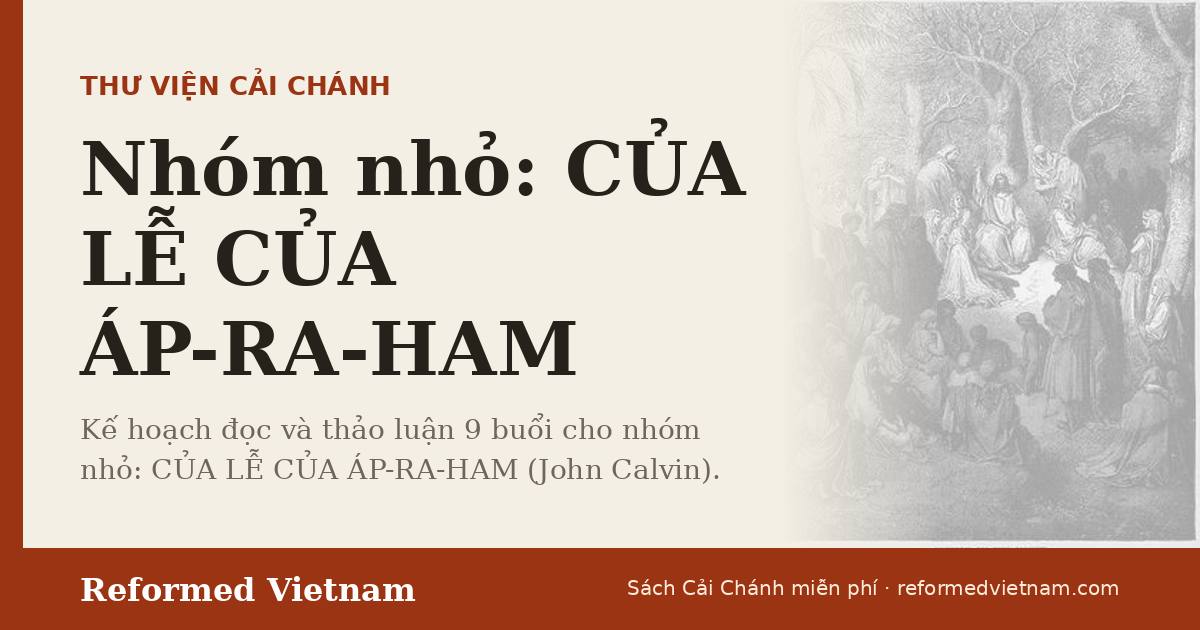 THƯ VIỆN CẢI CHÁNH
Nhóm nhỏ: CỦA
LỄ CỦA
ÁP-RA-HAM
Kế hoạch đọc và thảo luận 9 buổi cho nhóm
nhỏ: CỦA LỄ CỦA ÁP-RA-HAM (John Calvin).
Reformed Vietnam
Sách Cải Chánh miễn phí · reformedvietnam.com